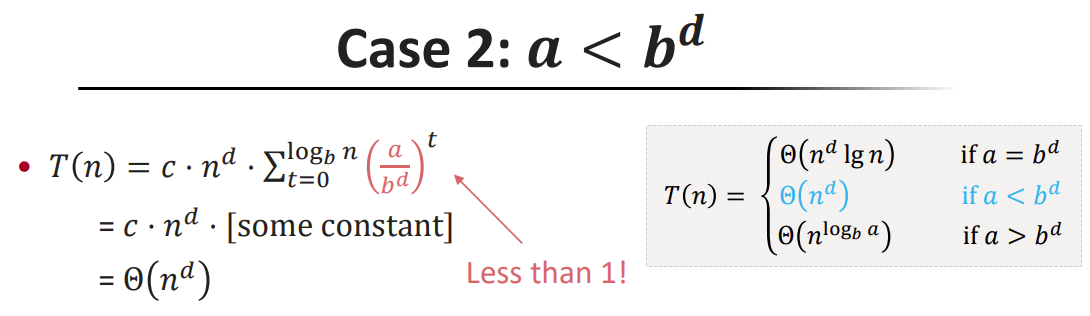 Case 2: a < b^d
• T(n) = c · n^d · ∑_{t=0}^{log_b n} (a/b^d)^t
= c · n^d · [some constant]
= Θ(n^d)
Less than 1!
T(n) = { Θ(n^d lg n) if a = b^d
Θ(n^d) if a < b^d
Θ(n^{log_b a}) if a > b^d